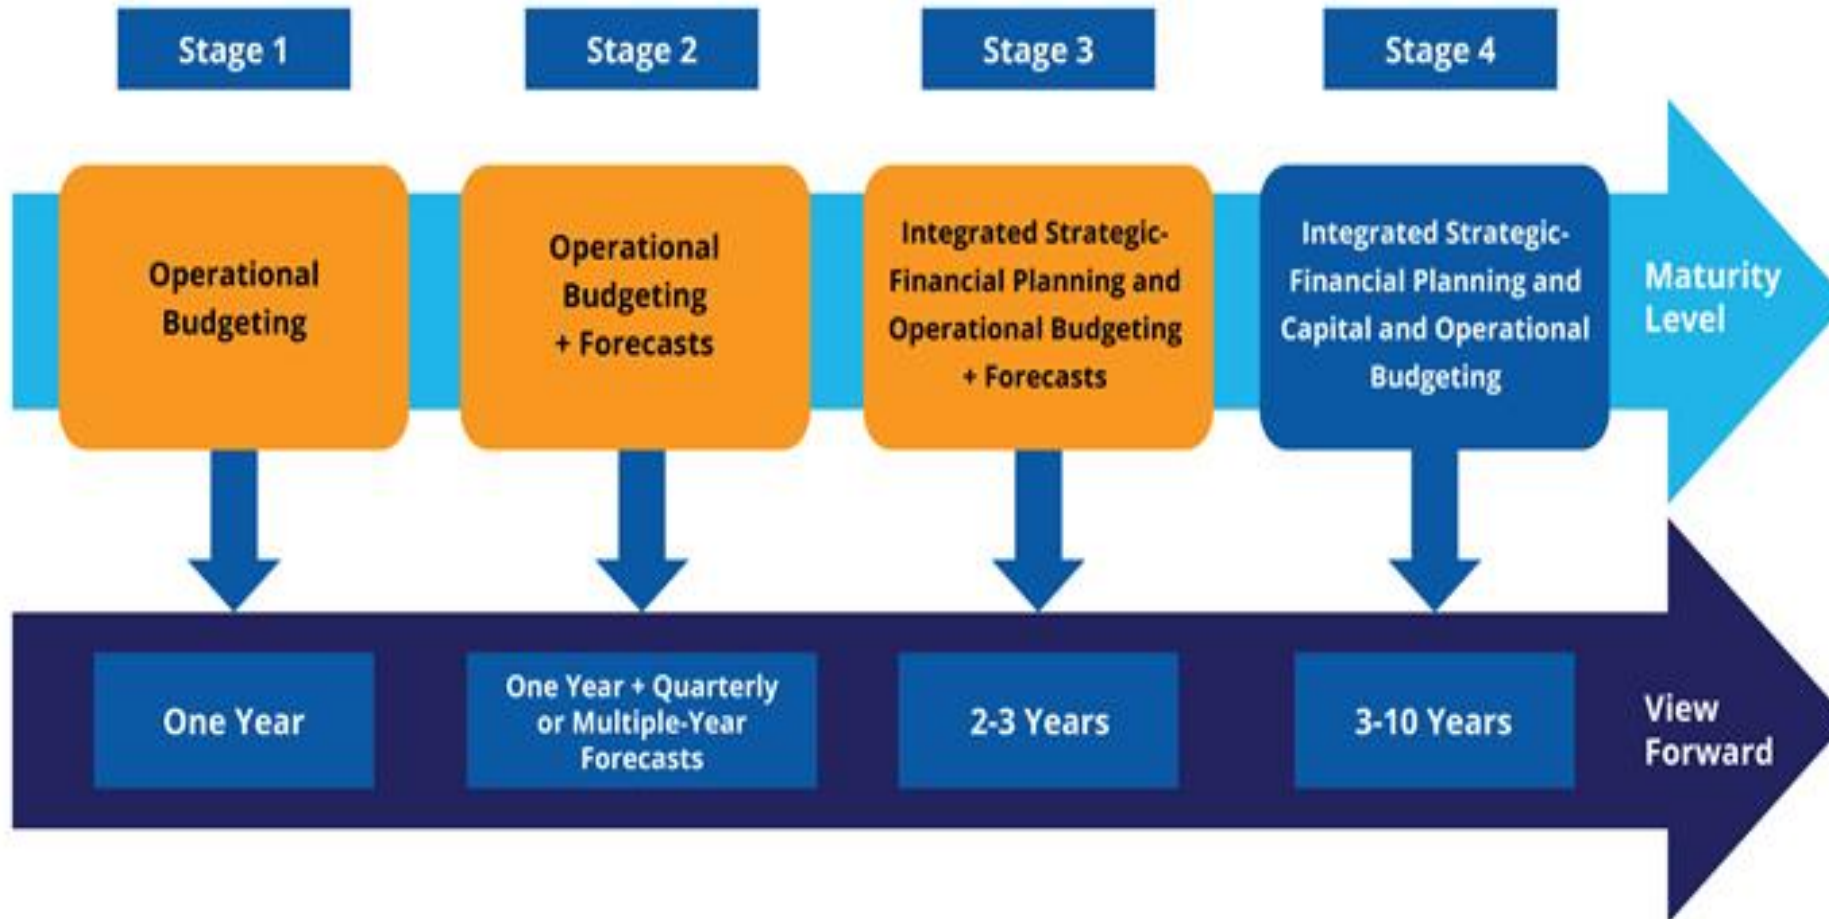 Stage 1
Stage 2
Stage 3
Stage 4
Operational
Budgeting
Operational
Budgeting
+ Forecasts
Integrated Strategic-
Financial Planning and
Operational Budgeting
+ Forecasts
Integrated Strategic-
Financial Planning and
Capital and Operational
Budgeting
Maturity
Level
One Year
One Year + Quarterly
or Multiple-Year
Forecasts
2-3 Years
3-10 Years
View
Forward